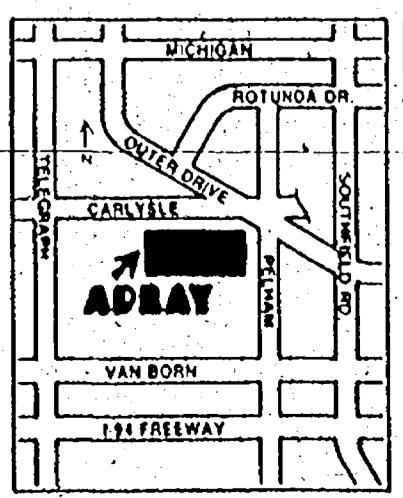 MICHIGAN
ROTUNDA DR.
N
OUTER DRIVE
TELEGRAPH
CARLYSLE
SOUTHFIELD RD
ADRAY
PELHAM
VAN BORN
I-94 FREEWAY